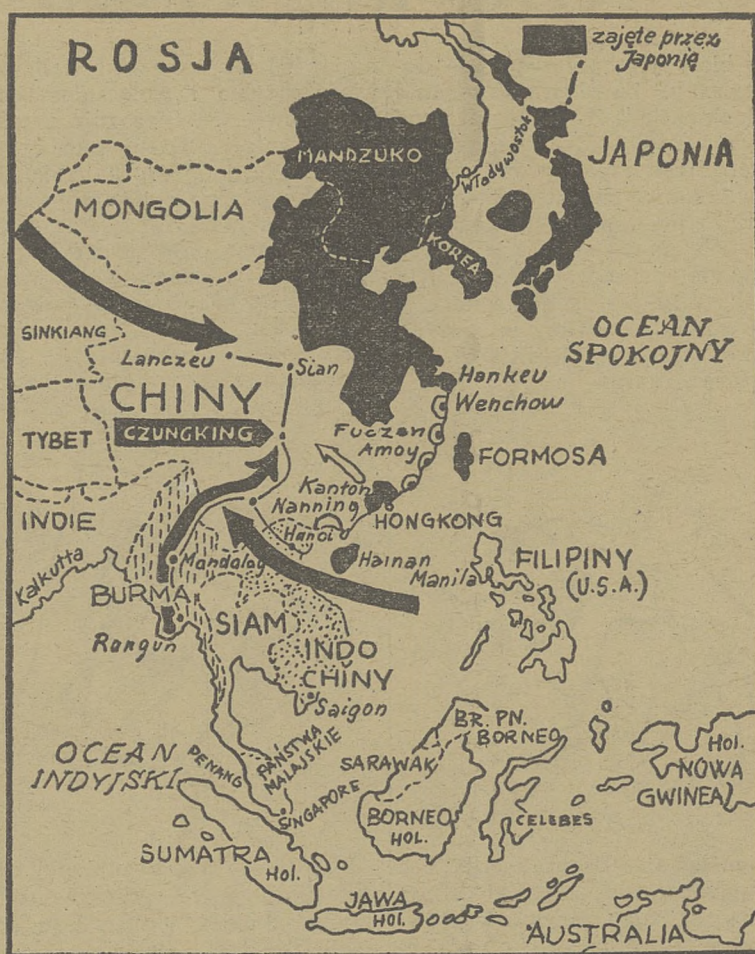 ROSJA
zajęte przez
Japonię
MANDZUKO
Władywostok
JAPONIA
MONGOLIA
KOREA
SINKIANG
OCEAN
SPOKOJNY
Lanczeu
Sian
Hankeu
CHINY
Wenchow
TYBET
CZUNGKING
Fuczen
Amoy
FORMOSA
Kanton
INDIE
Nanning
HONGKONG
Hanoi
Kalkutta
Mandalay
Hainan
FILIPINY
Manila
(U.S.A.)
BURMA
SIAM
Rangun
INDO
CHINY
Saigon
BR. PN.
BORNEO
OCEAN
INDYJSKI
PENANG
PAŃSTWA
MALAJSKIE
SARAWAK
Hol.
NOWA
GWINEA
SINGAPORE
BORNEO
HOL.
CELEBES
SUMATRA
Hol.
JAWA
HOL.
AUSTRALIA